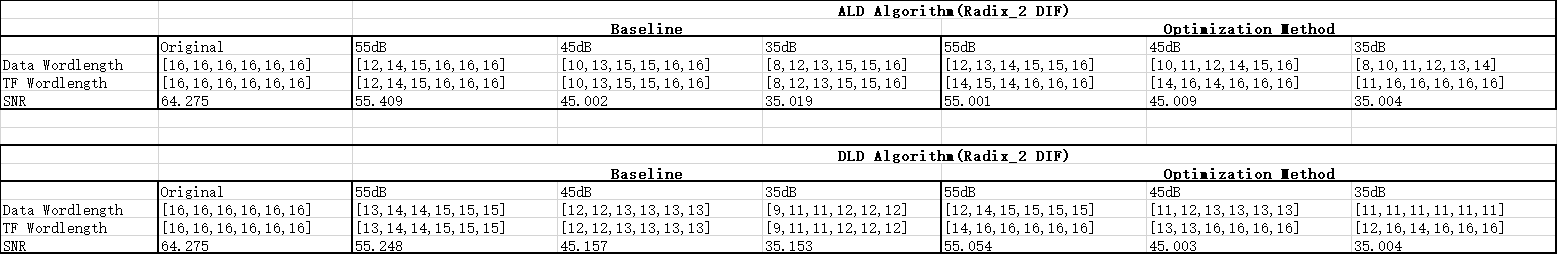 ALD Algorithm(Radix_2 DIF)
Baseline Optimization Method
Original 55dB 45dB 35dB 55dB 45dB 35dB
Data Wordlength [16,16,16,16,16,16] [12,14,15,16,16,16] [10,13,15,15,16,16] [8,12,13,15,15,16] [12,13,14,15,15,16] [10,11,12,14,15,16] [8,10,11,12,13,14]
TF Wordlength [16,16,16,16,16,16] [12,14,15,16,16,16] [10,13,15,15,16,16] [8,12,13,15,15,16] [14,15,14,16,16,16] [14,16,14,16,16,16] [11,16,16,16,16,16]
SNR 64.275 55.409 45.002 35.019 55.001 45.009 35.004
DLD Algorithm(Radix_2 DIF)
Baseline Optimization Method
Original 55dB 45dB 35dB 55dB 45dB 35dB
Data Wordlength [16,16,16,16,16,16] [13,14,14,15,15,15] [12,12,13,13,13,13] [9,11,11,12,12,12] [12,14,15,15,15,15] [11,12,13,13,13,13] [11,11,11,11,11,11]
TF Wordlength [16,16,16,16,16,16] [13,14,14,15,15,15] [12,12,13,13,13,13] [9,11,11,12,12,12] [14,16,16,16,16,16] [13,13,16,16,16,16] [12,16,14,16,16,16]
SNR 64.275 55.248 45.157 35.153 55.054 45.003 35.004